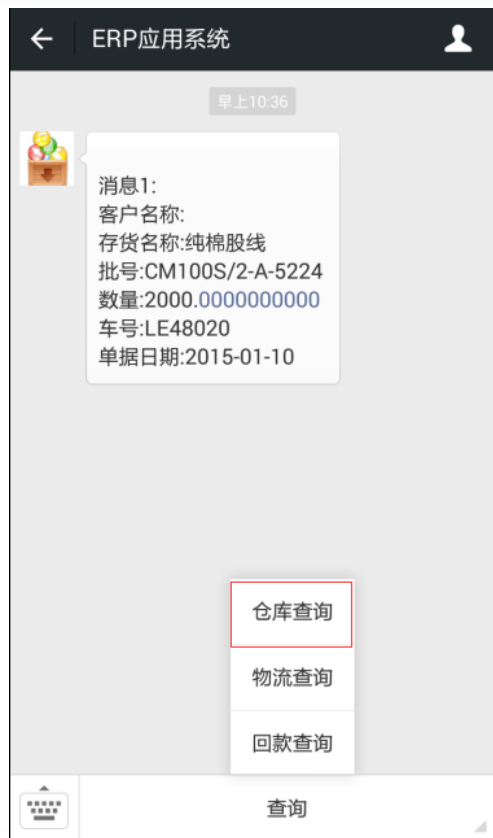 ERP应用系统
早上10:36
消息1:
客户名称:
存货名称:纯棉股线
批号:CM100S/2-A-5224
数量:2000.0000000000
车号:LE48020
单据日期:2015-01-10
仓库查询
物流查询
回款查询
查询